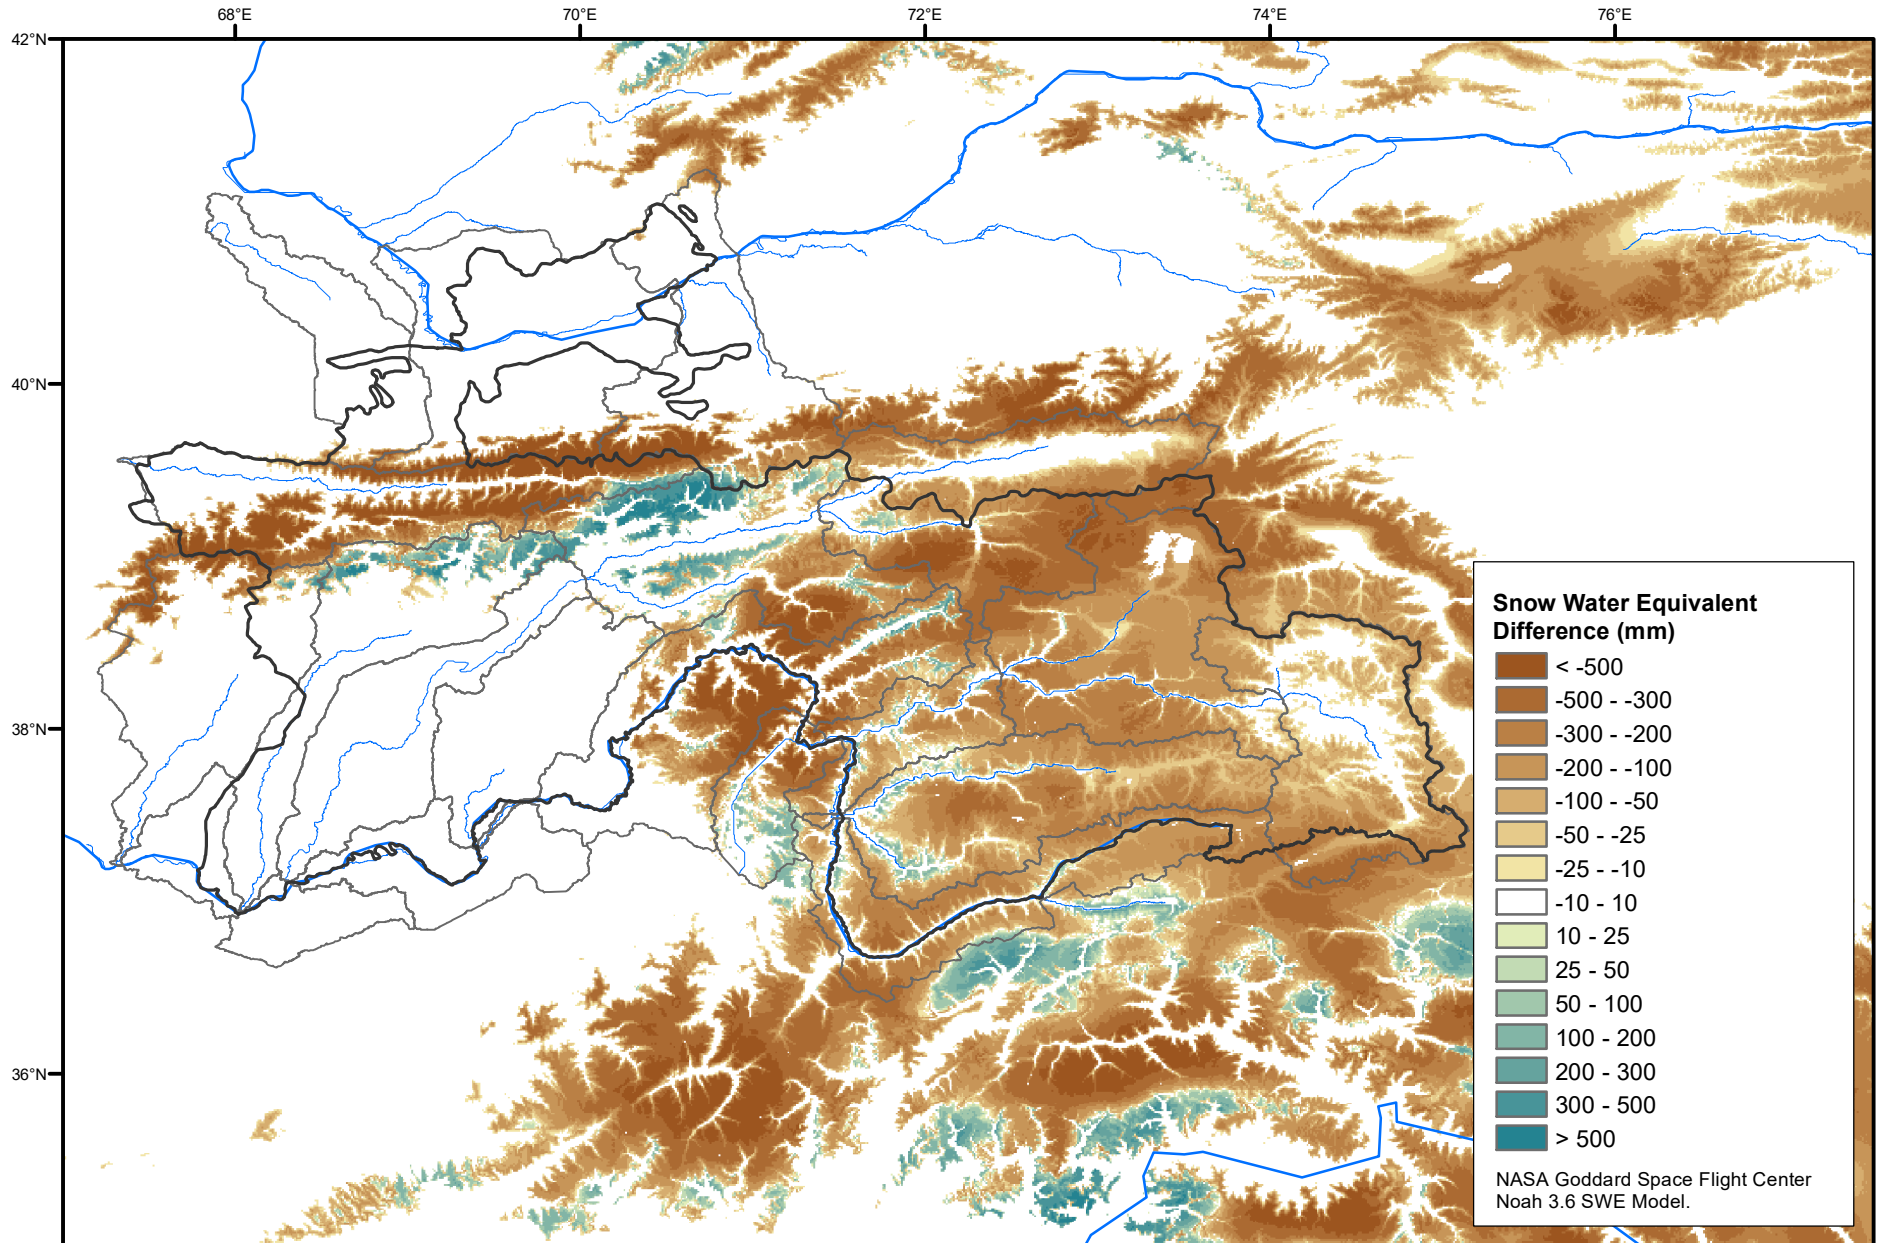 68°E
70°E
72°E
74°E
76°E
42°N
40°N
38°N
36°N
Snow Water Equivalent
Difference (mm)
< -500
-500 - -300
-300 - -200
-200 - -100
-100 - -50
-50 - -25
-25 - -10
-10 - 10
10 - 25
25 - 50
50 - 100
100 - 200
200 - 300
300 - 500
> 500
NASA Goddard Space Flight Center
Noah 3.6 SWE Model.